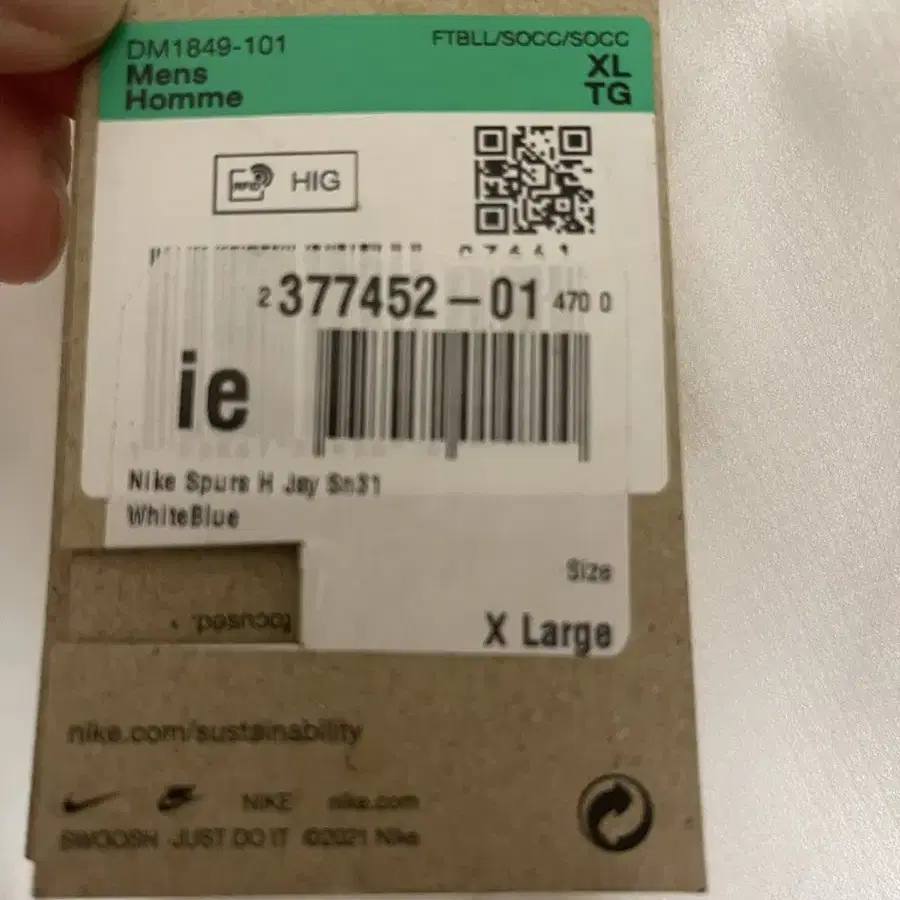 DM1849-101
Mens
Homme
FTBLL/SOCC/SOCC
XL
TG
RFID HIG
2 377452-01 470 0
ie
Nike Spurs H Jsy Sn31
WhiteBlue
Size
X Large
focused.
nike.com/sustainability
NIKE nike.com
SWOOSH JUST DO IT ©2021 Nike